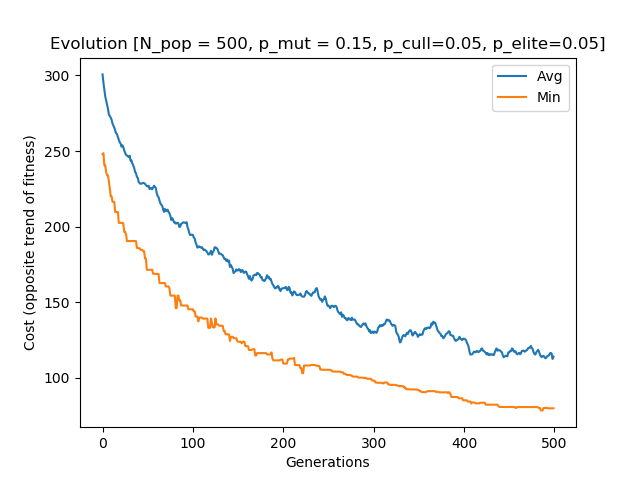 Evolution [N_pop = 500, p_mut = 0.15, p_cull=0.05, p_elite=0.05]
Avg
Min
Cost (opposite trend of fitness)
300
250
200
150
100
0 100 200 300 400 500
Generations